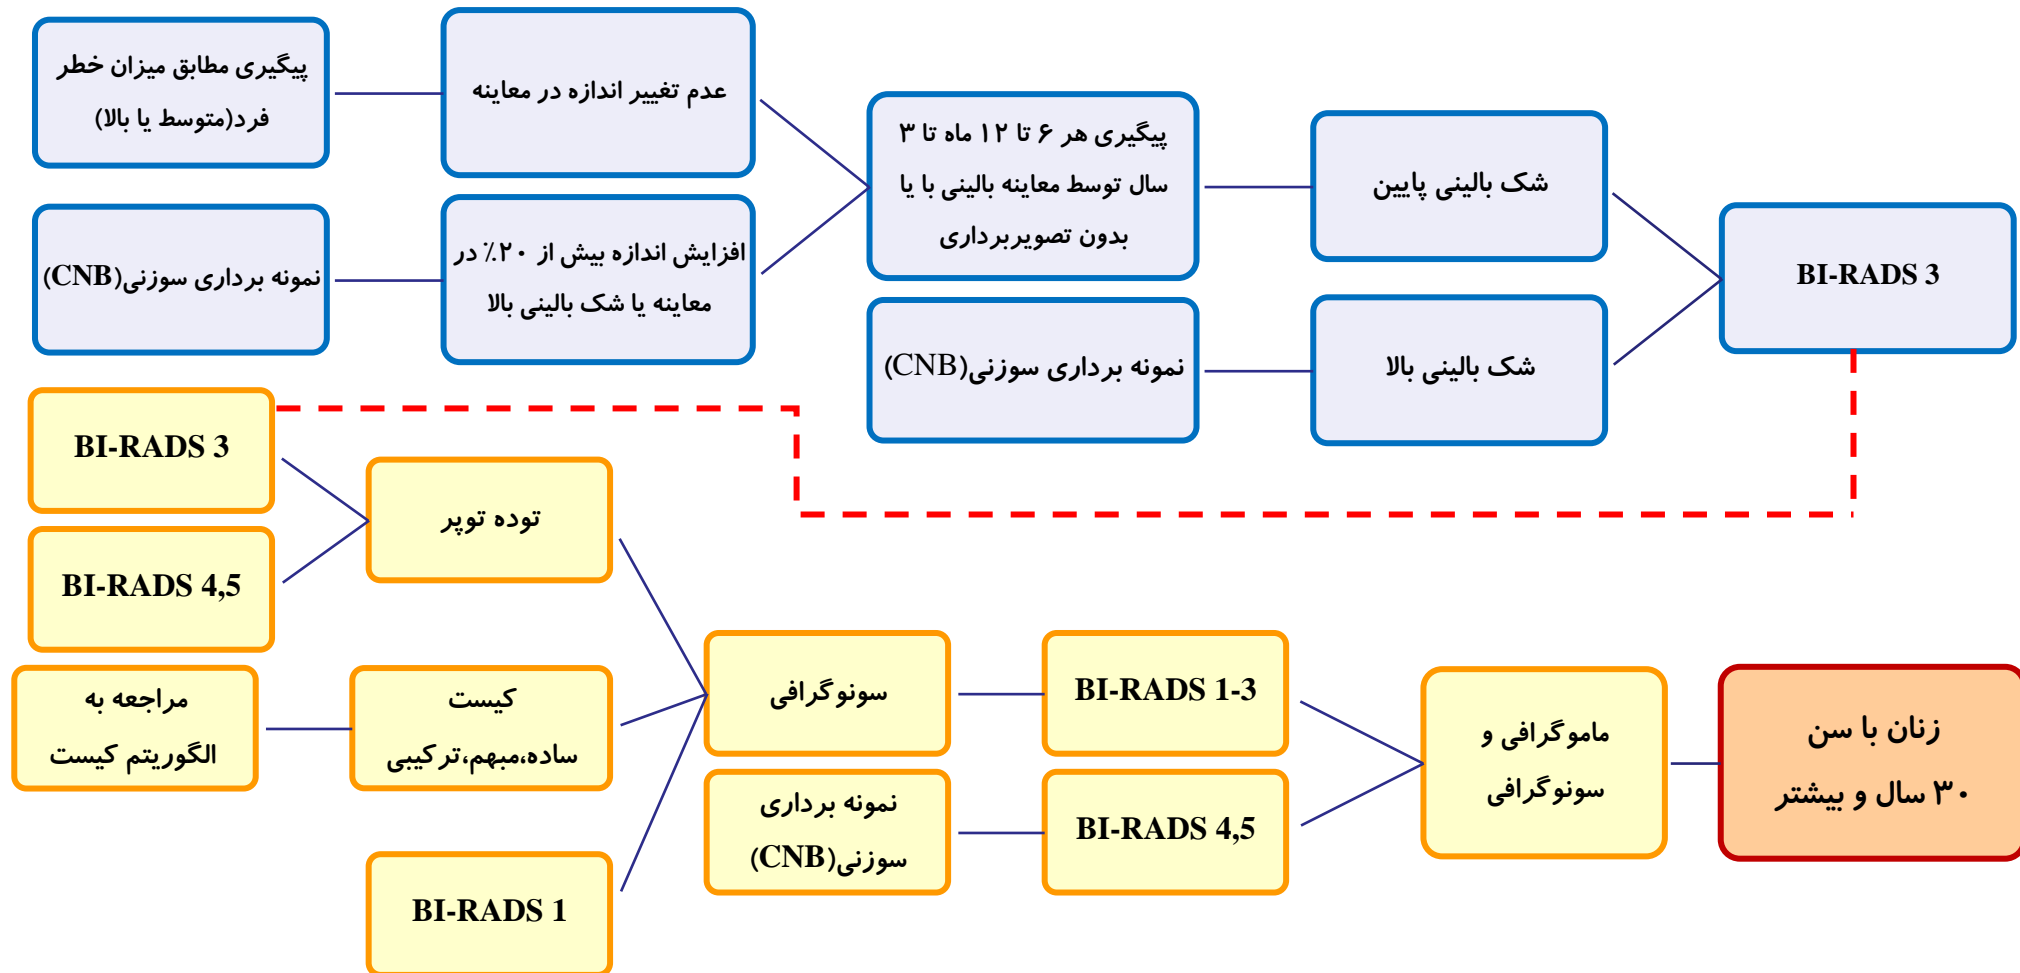 BI-RADS 3
شک بالینی پایین
پیگیری هر ۶ تا ۱۲ ماه تا ۳
سال توسط معاینه بالینی با یا
بدون تصویربرداری
عدم تغییر اندازه در معاینه
پیگیری مطابق میزان خطر
فرد(متوسط یا بالا)
افزایش اندازه بیش از ۲۰٪ در
معاینه یا شک بالینی بالا
نمونه برداری سوزنی(CNB)
شک بالینی بالا
نمونه برداری سوزنی(CNB)
زنان با سن
۳۰ سال و بیشتر
ماموگرافی و
سونوگرافی
BI-RADS 1-3
سونوگرافی
توده توپر
BI-RADS 3
BI-RADS 4,5
کیست
ساده،مبهم،ترکیبی
مراجعه به
الگوریتم کیست
BI-RADS 1
BI-RADS 4,5
نمونه برداری
سوزنی(CNB)